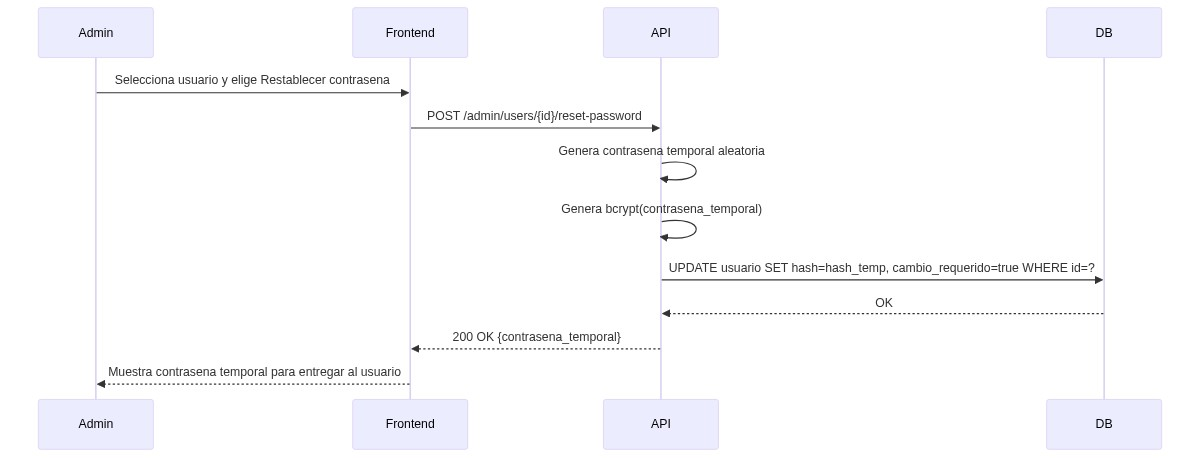 Admin
Frontend
API
DB
Selecciona usuario y elige Restablecer contrasena
POST /admin/users/{id}/reset-password
Genera contrasena temporal aleatoria
Genera bcrypt(contrasena_temporal)
UPDATE usuario SET hash=hash_temp, cambio_requerido=true WHERE id=?
OK
200 OK {contrasena_temporal}
Muestra contrasena temporal para entregar al usuario
Admin
Frontend
API
DB